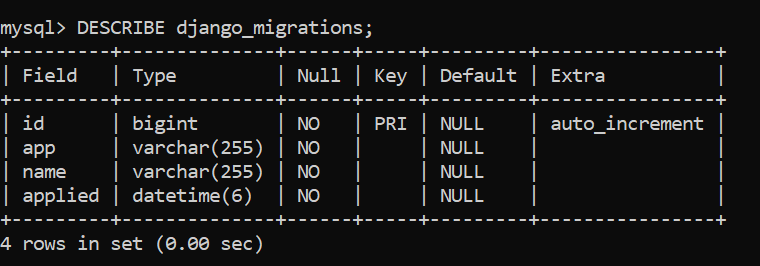 mysql> DESCRIBE django_migrations;
+---------+--------------+------+-----+---------+----------------+
| Field   | Type         | Null | Key | Default | Extra          |
+---------+--------------+------+-----+---------+----------------+
| id      | bigint       | NO   | PRI | NULL    | auto_increment |
| app     | varchar(255) | NO   |     | NULL    |                |
| name    | varchar(255) | NO   |     | NULL    |                |
| applied | datetime(6)  | NO   |     | NULL    |                |
+---------+--------------+------+-----+---------+----------------+
4 rows in set (0.00 sec)